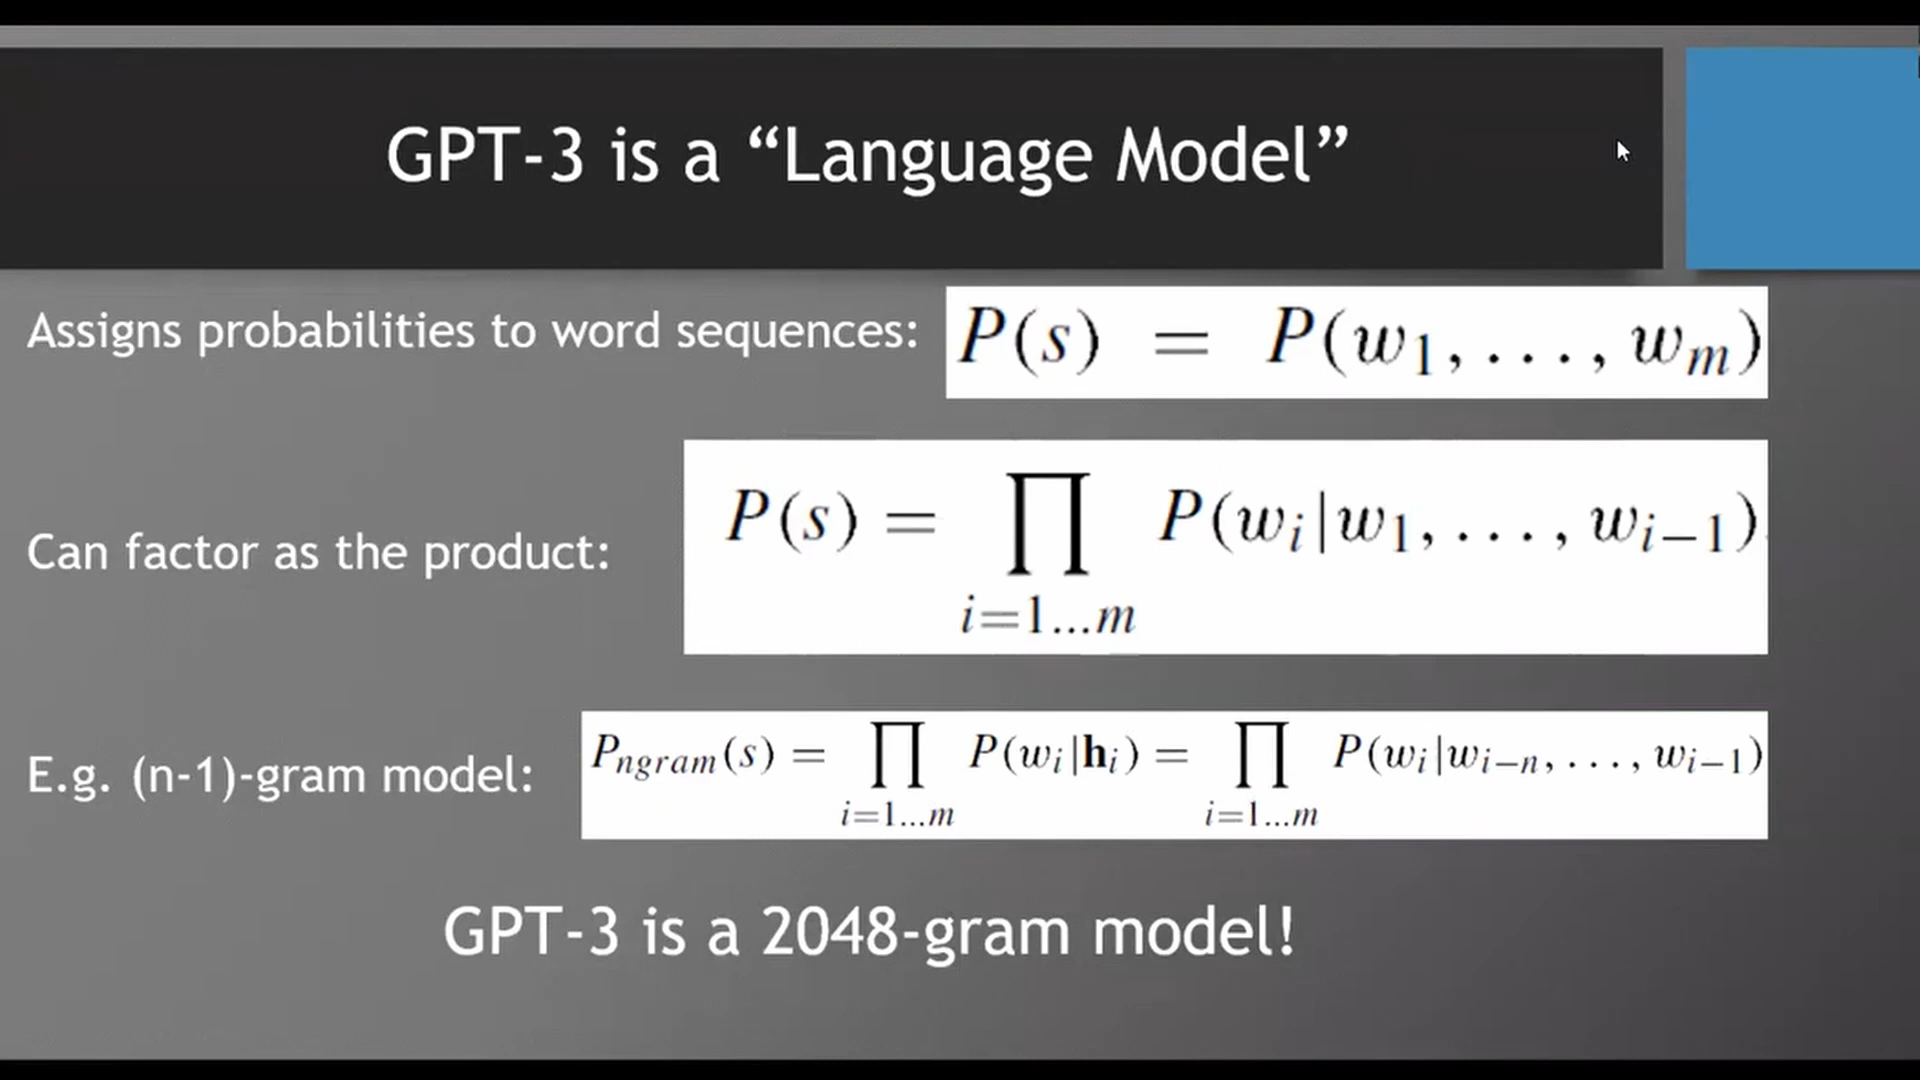 GPT-3 is a “Language Model”
Assigns probabilities to word sequences: P(s) = P(w₁, . . . , wₘ)
Can factor as the product: P(s) = ∏ i=1...m P(wᵢ|w₁, . . . , wᵢ₋₁)
E.g. (n-1)-gram model: Pₙgram(s) = ∏ i=1...m P(wᵢ|𝐡ᵢ) = ∏ i=1...m P(wᵢ|wᵢ₋ₙ, . . . , wᵢ₋₁)
GPT-3 is a 2048-gram model!